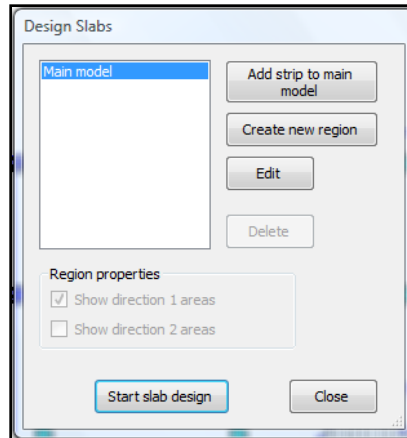 Design Slabs
Main model
Add strip to main
model
Create new region
Edit
Delete
Region properties
Show direction 1 areas
Show direction 2 areas
Start slab design
Close